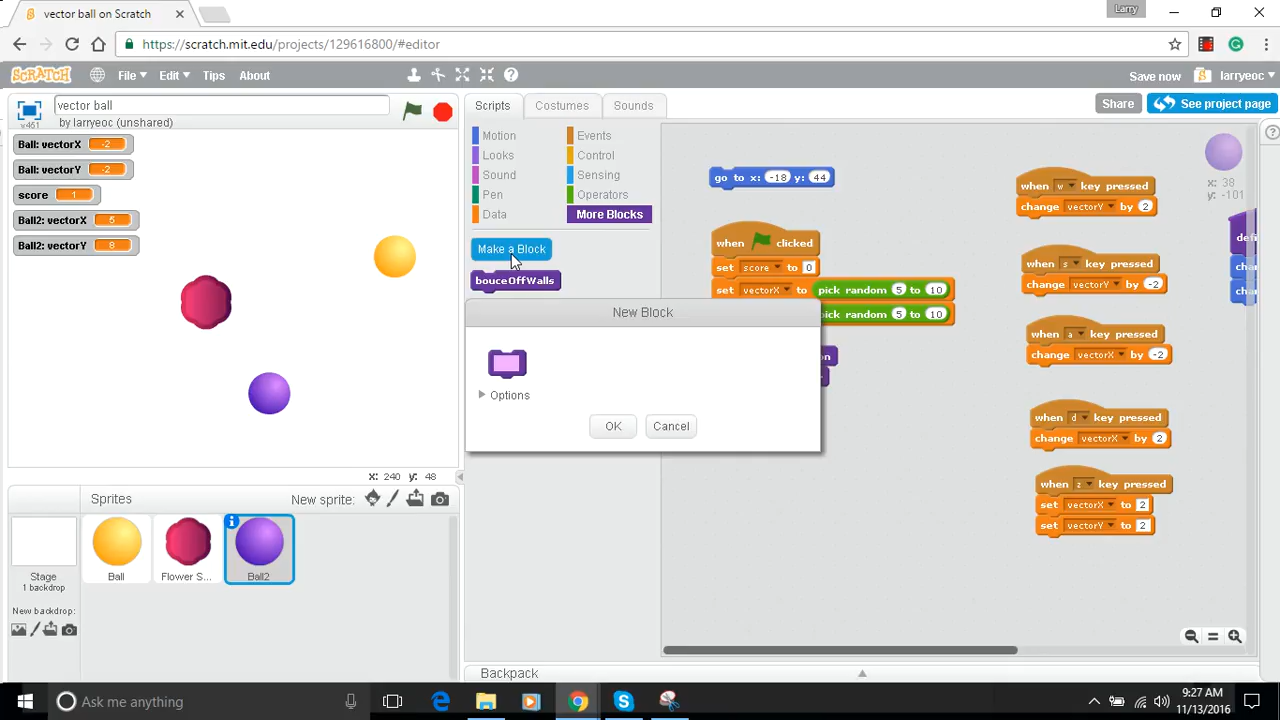 vector ball on Scratch
Larry
https://scratch.mit.edu/projects/129616800/#editor
SCRATCH File Edit Tips About
Save now larryeoc
vector ball
by larryeoc (unshared)
v461
Scripts Costumes Sounds
Share See project page
Ball: vectorX -2
Ball: vectorY -2
score 1
Ball2: vectorX 6
Ball2: vectorY 8
x: 240 y: 48
Motion Events
Looks Control
Sound Sensing
Pen Operators
Data More Blocks
Make a Block
bouceOffWalls
New Block
Options
OK Cancel
go to x: -18 y: 44
when clicked
set score to 0
set vectorX to pick random 5 to 10
pick random 5 to 10
on
when w key pressed
change vectorY by 2
when s key pressed
change vectorY by -2
when a key pressed
change vectorX by -2
when d key pressed
change vectorX by 2
when z key pressed
set vectorX to 2
set vectorY to 2
x: 38
y: -101
defi
chan
chan
Sprites New sprite:
Stage
1 backdrop
New backdrop:
Ball
Flower S...
Ball2
Backpack
Ask me anything
9:27 AM
11/13/2016